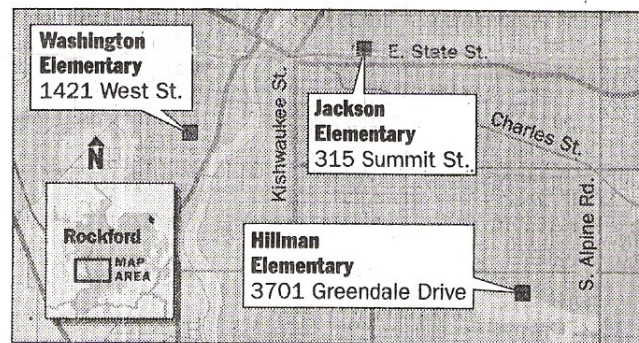 Washington
Elementary
1421 West St.
E. State St.
Jackson
Elementary
315 Summit St.
Charles St.
Kishwaukee St.
N
Rockford
MAP
AREA
Hillman
Elementary
3701 Greendale Drive
S. Alpine Rd.